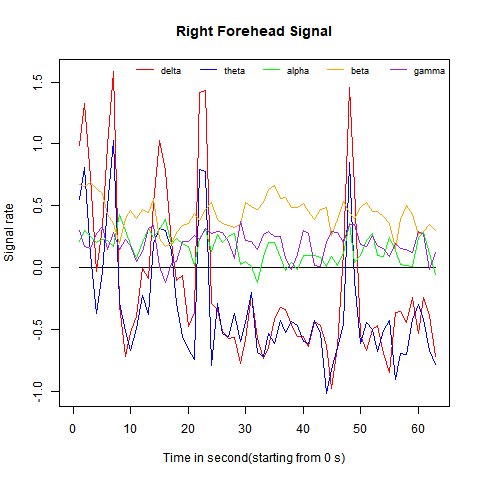 Right Forehead Signal
delta theta alpha beta gamma
Signal rate
1.5
1.0
0.5
0.0
-0.5
-1.0
0 10 20 30 40 50 60
Time in second(starting from 0 s)